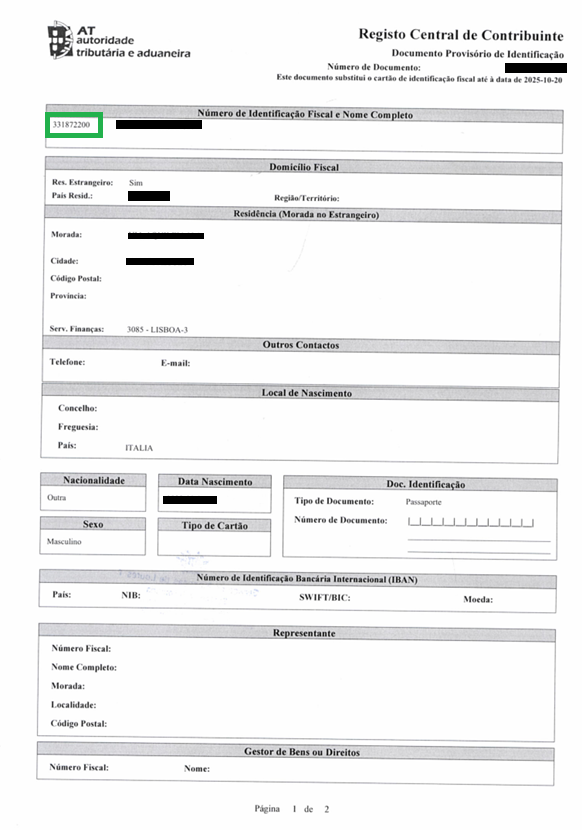 AT
autoridade
tributária e aduaneira
Registo Central de Contribuinte
Documento Provisório de Identificação
Número de Documento:
Este documento substitui o cartão de identificação fiscal até à data de 2025-10-20
Número de Identificação Fiscal e Nome Completo
331872200
Domicílio Fiscal
Res. Estrangeiro: Sim
País Resid.: Região/Território:
Residência (Morada no Estrangeiro)
Morada:
Cidade:
Código Postal:
Província:
Serv. Finanças: 3085 - LISBOA-3
Outros Contactos
Telefone: E-mail:
Local de Nascimento
Concelho:
Freguesia:
País: ITALIA
Nacionalidade
Outra
Data Nascimento
Doc. Identificação
Tipo de Documento: Passaporte
Número de Documento:
Sexo
Masculino
Tipo de Cartão
Número de Identificação Bancária Internacional (IBAN)
País: NIB: SWIFT/BIC: Moeda:
Representante
Número Fiscal:
Nome Completo:
Morada:
Localidade:
Código Postal:
Gestor de Bens ou Direitos
Número Fiscal: Nome:
Página 1 de 2